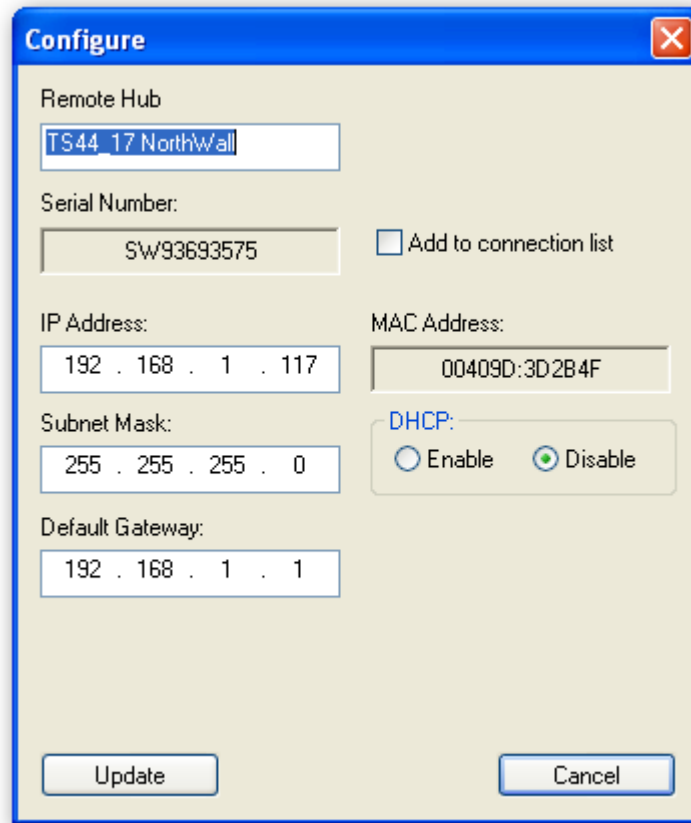 Configure
Remote Hub
TS44_17 NorthWall
Serial Number:
SW93693575
Add to connection list
IP Address:
192 . 168 . 1 . 117
MAC Address:
00409D:3D2B4F
Subnet Mask:
255 . 255 . 255 . 0
DHCP:
Enable Disable
Default Gateway:
192 . 168 . 1 . 1
Update Cancel